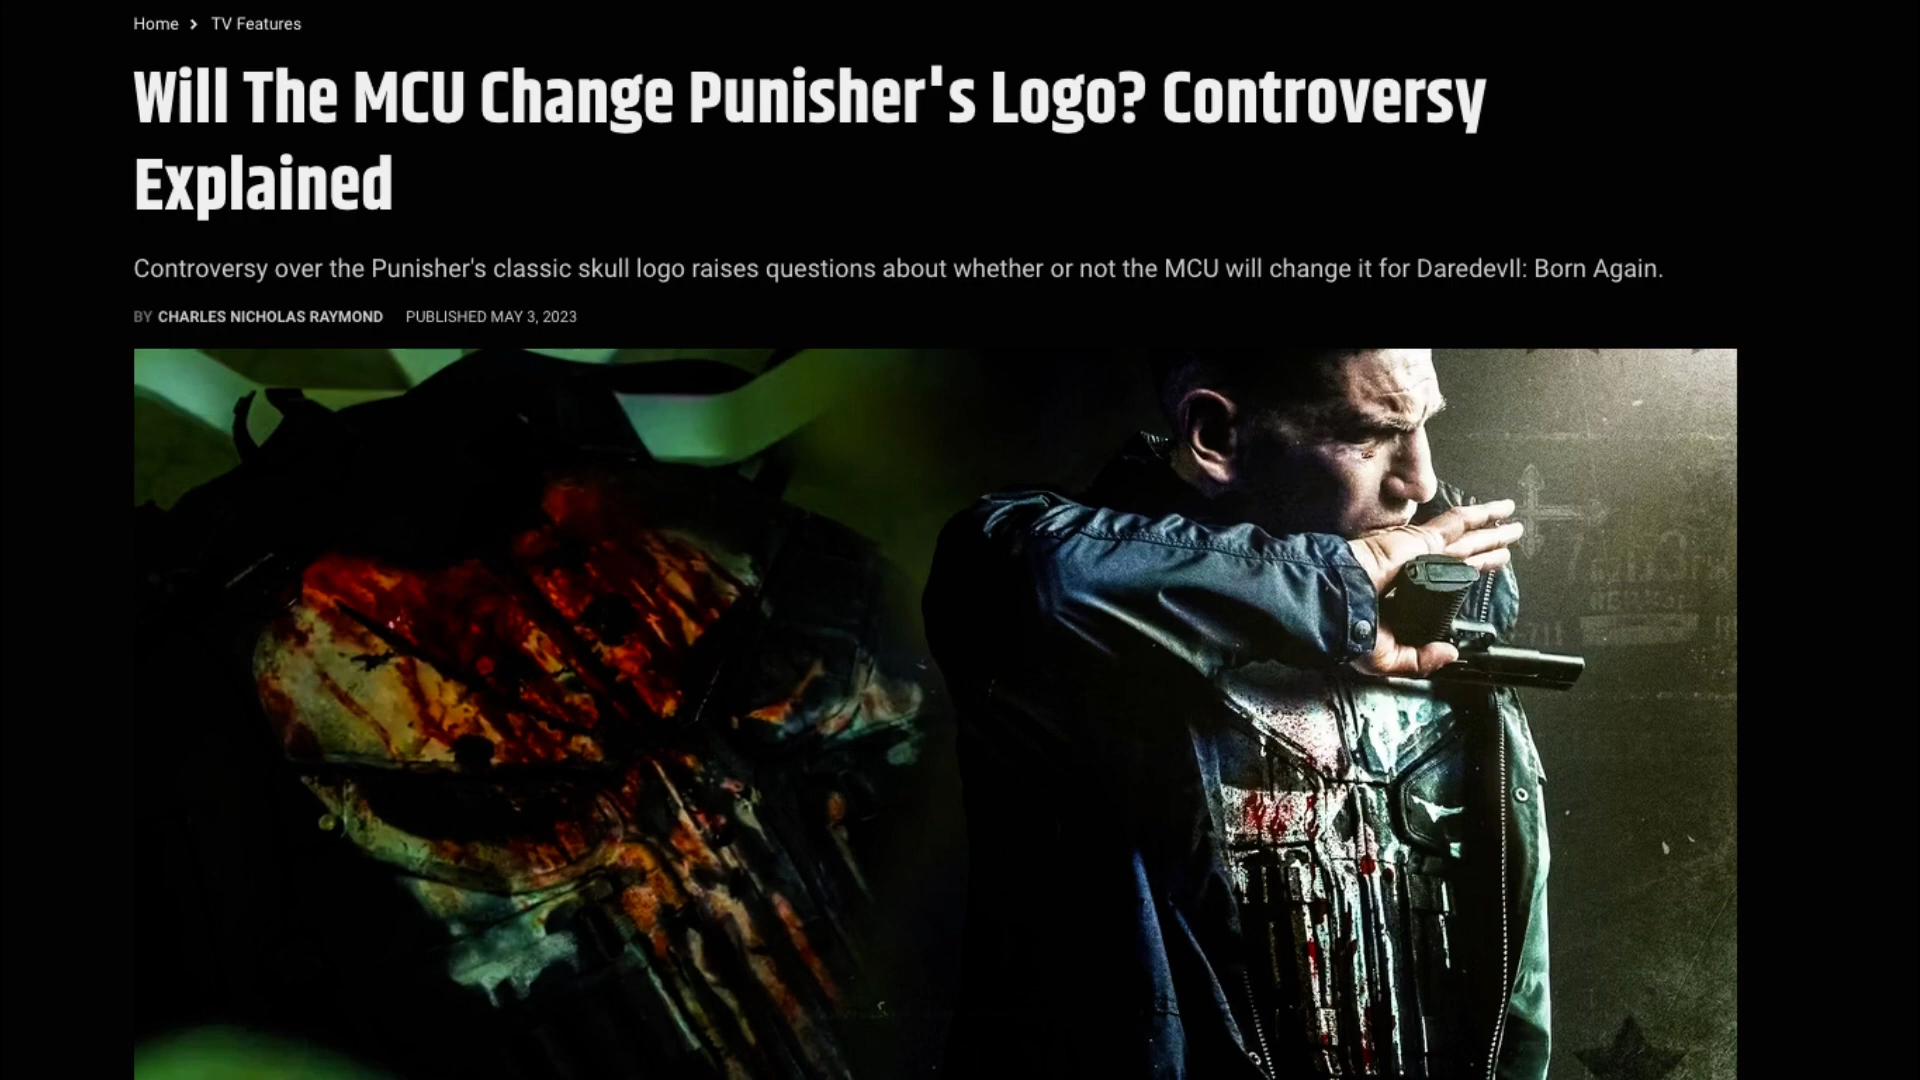 Home > TV Features
Will The MCU Change Punisher's Logo? Controversy
Explained
Controversy over the Punisher's classic skull logo raises questions about whether or not the MCU will change it for DaredevIl: Born Again.
BY CHARLES NICHOLAS RAYMOND PUBLISHED MAY 3, 2023